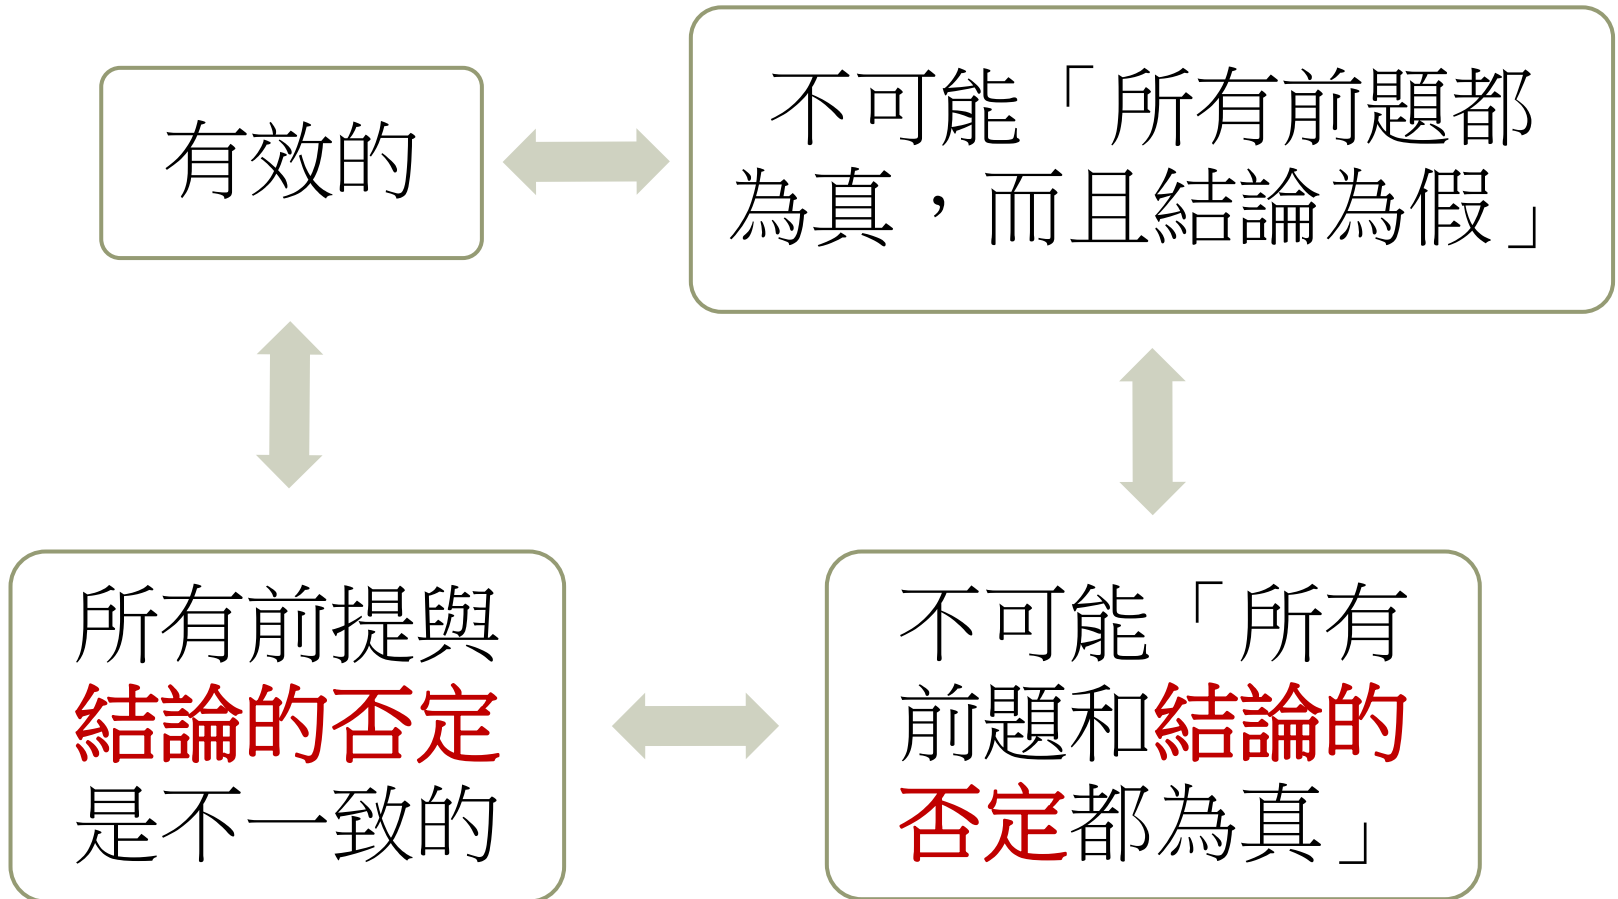 有效的
不可能「所有前題都
為真，而且結論為假」
所有前提與
結論的否定
是不一致的
不可能「所有
前題和結論的
否定都為真」